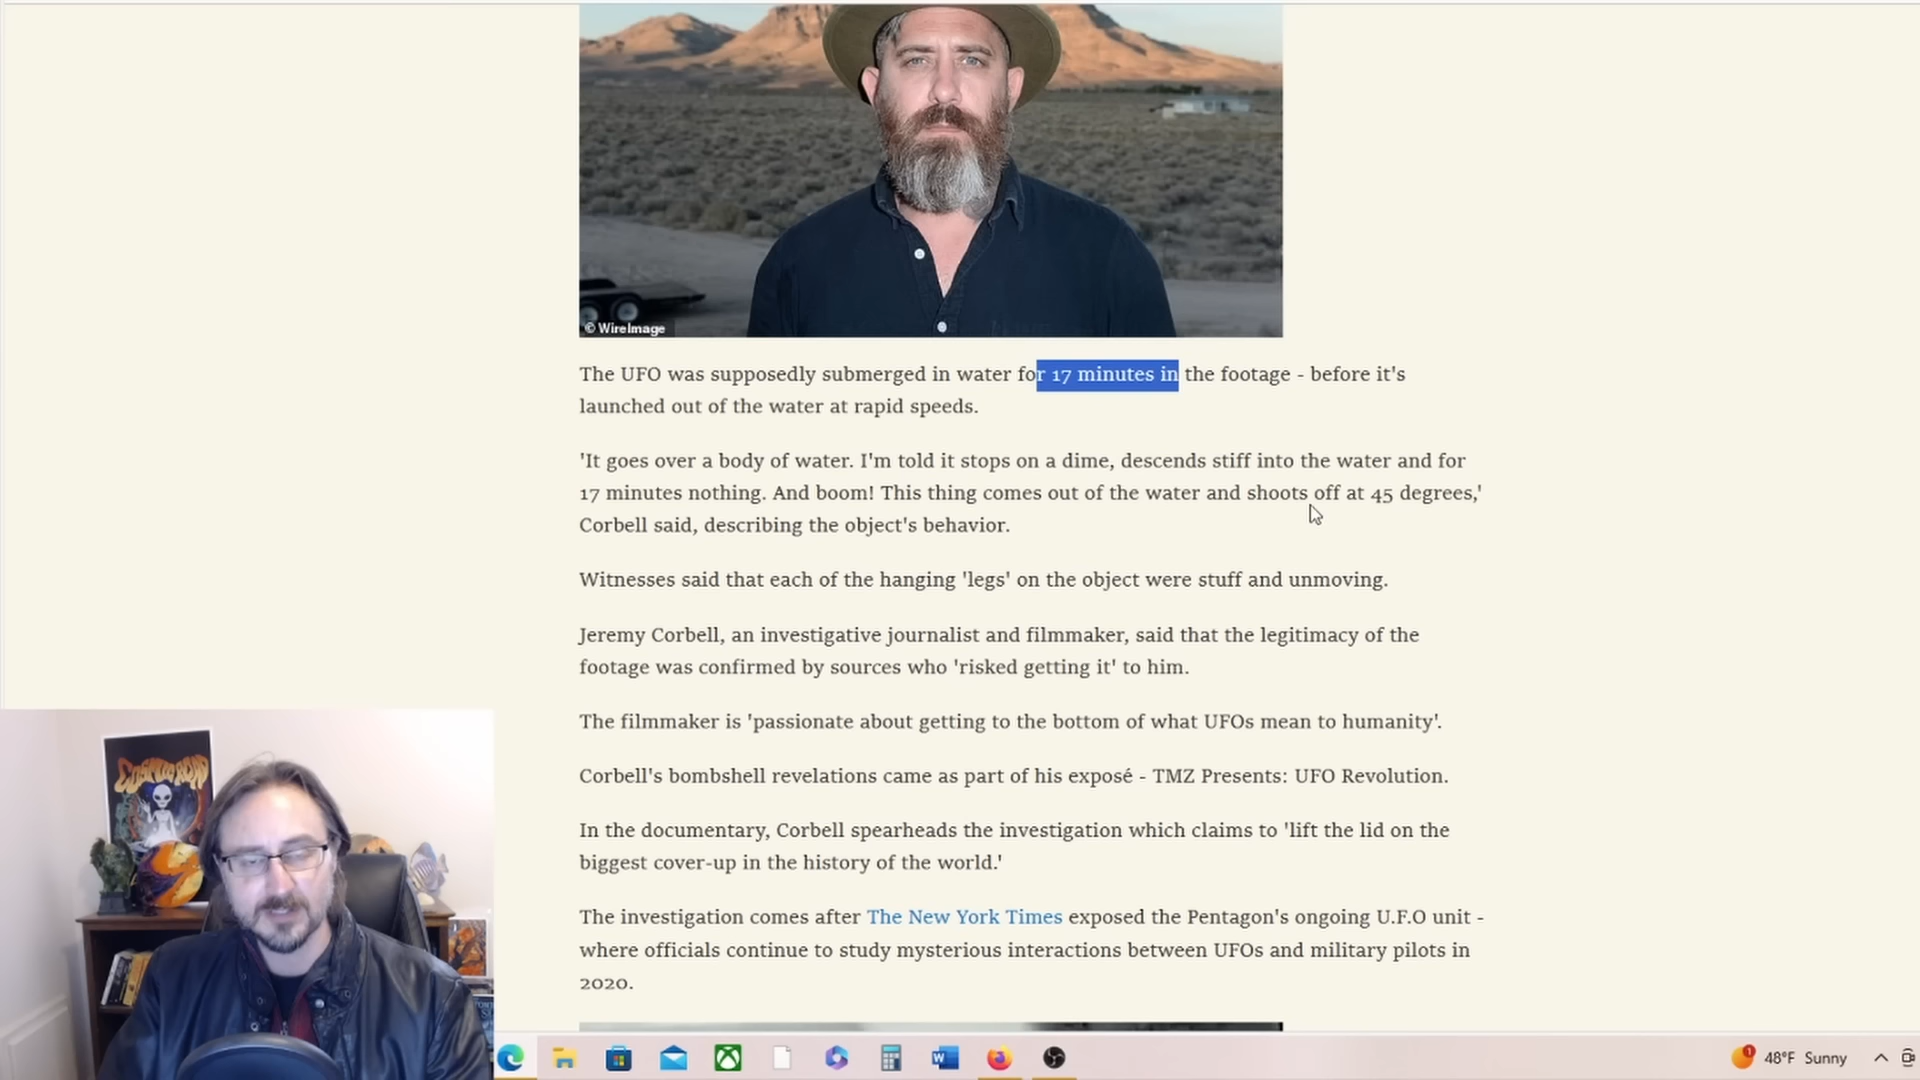 © WireImage
The UFO was supposedly submerged in water for 17 minutes in the footage - before it's
launched out of the water at rapid speeds.
'It goes over a body of water. I'm told it stops on a dime, descends stiff into the water and for
17 minutes nothing. And boom! This thing comes out of the water and shoots off at 45 degrees,'
Corbell said, describing the object's behavior.
Witnesses said that each of the hanging 'legs' on the object were stuff and unmoving.
Jeremy Corbell, an investigative journalist and filmmaker, said that the legitimacy of the
footage was confirmed by sources who 'risked getting it' to him.
The filmmaker is 'passionate about getting to the bottom of what UFOs mean to humanity'.
Corbell's bombshell revelations came as part of his exposé - TMZ Presents: UFO Revolution.
In the documentary, Corbell spearheads the investigation which claims to 'lift the lid on the
biggest cover-up in the history of the world.'
The investigation comes after The New York Times exposed the Pentagon's ongoing U.F.O unit -
where officials continue to study mysterious interactions between UFOs and military pilots in
2020.
COSMIC ROAD
1
48°F Sunny